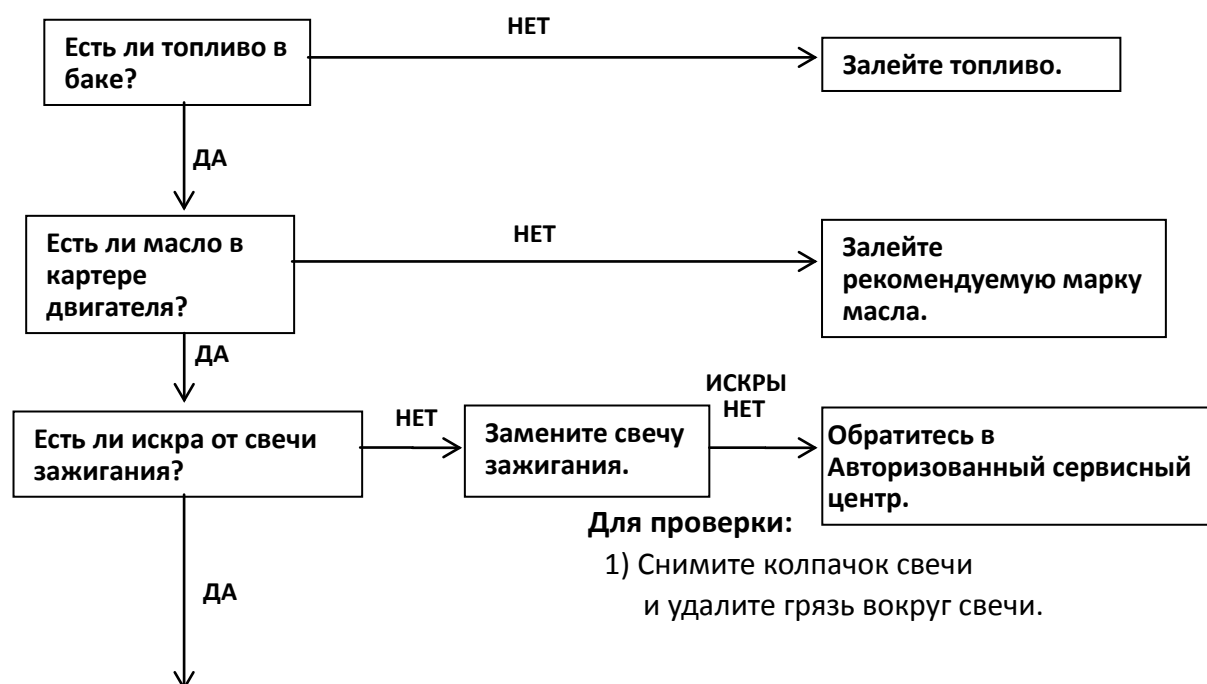 НЕТ
Есть ли топливо в
баке?
Залейте топливо.
ДА
НЕТ
Есть ли масло в
картере
двигателя?
Залейте
рекомендуемую марку
масла.
ДА
ИСКРЫ
НЕТ
НЕТ
Есть ли искра от свечи
зажигания?
Замените свечу
зажигания.
Обратитесь в
Авторизованный сервисный
центр.
Для проверки:
1) Снимите колпачок свечи
и удалите грязь вокруг свечи.
ДА